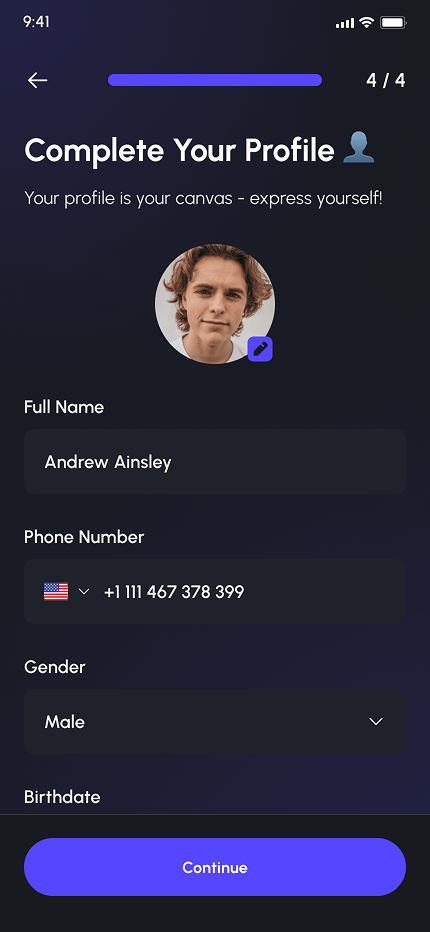 9:41
4 / 4
Complete Your Profile 👤
Your profile is your canvas - express yourself!
Full Name
Andrew Ainsley
Phone Number
+1 111 467 378 399
Gender
Male
Birthdate
Continue